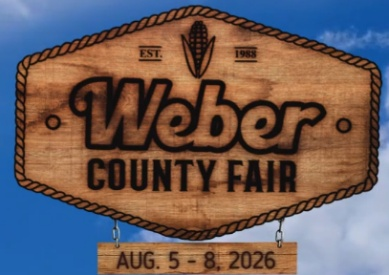 EST. 1988
Weber
COUNTY FAIR
AUG. 5 - 8, 2026